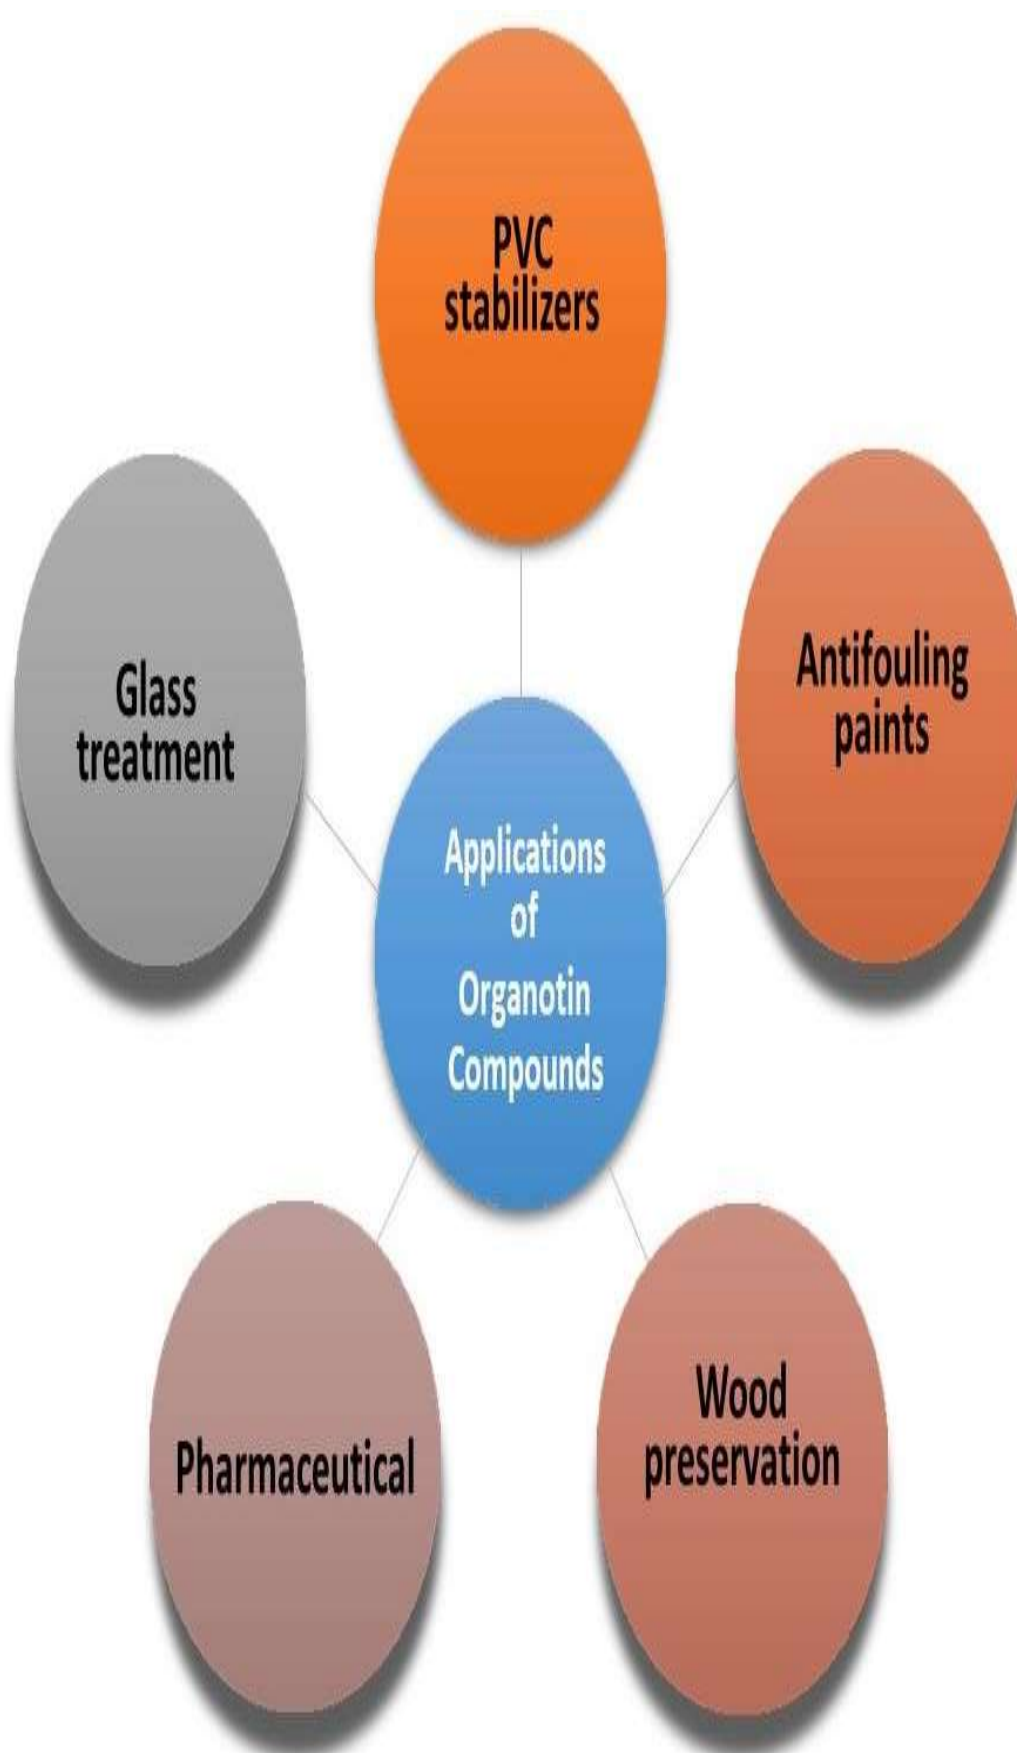 PVC
stabilizers
Glass
treatment
Antifouling
paints
Applications
of
Organotin
Compounds
Pharmaceutical
Wood
preservation